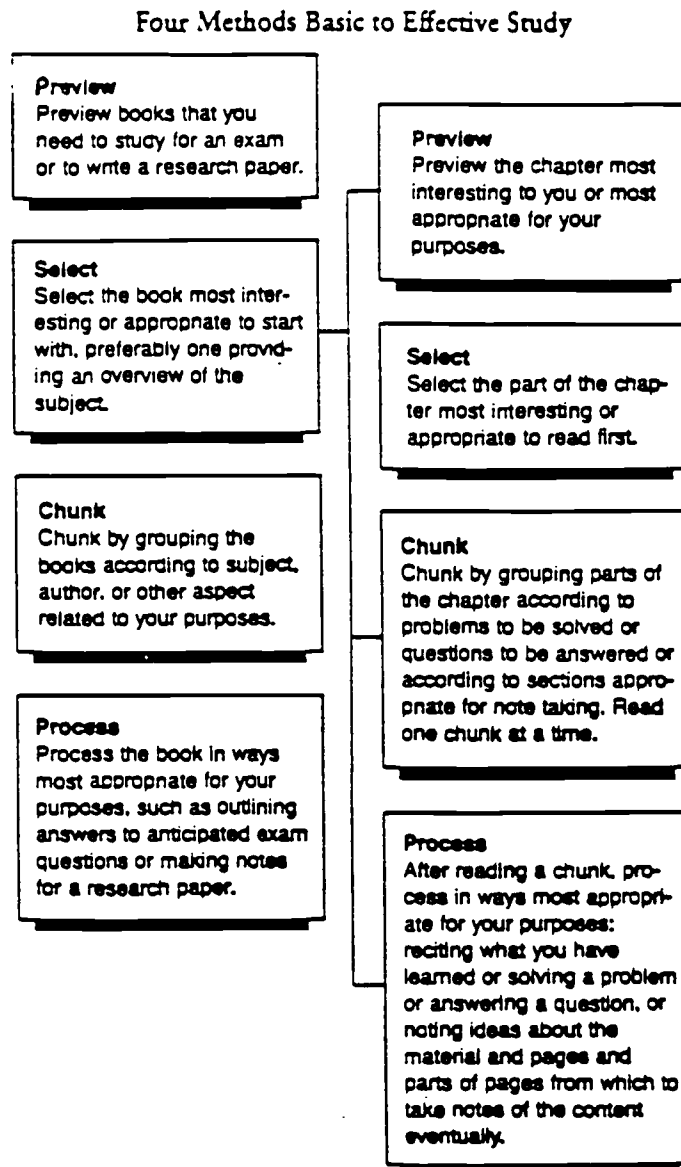 Four Methods Basic to Effective Study
Preview
Preview books that you
need to study for an exam
or to write a research paper.
Select
Select the book most inter-
esting or appropriate to start
with, preferably one provid-
ing an overview of the
subject.
Chunk
Chunk by grouping the
books according to subject,
author, or other aspect
related to your purposes.
Process
Process the book in ways
most appropriate for your
purposes, such as outlining
answers to anticipated exam
questions or making notes
for a research paper.
Preview
Preview the chapter most
interesting to you or most
appropriate for your
purposes.
Select
Select the part of the chap-
ter most interesting or
appropriate to read first.
Chunk
Chunk by grouping parts of
the chapter according to
problems to be solved or
questions to be answered or
according to sections appro-
priate for note taking. Read
one chunk at a time.
Process
After reading a chunk, pro-
cess in ways most appropri-
ate for your purposes:
reciting what you have
learned or solving a problem
or answering a question, or
noting ideas about the
material and pages and
parts of pages from which to
take notes of the content
eventually.